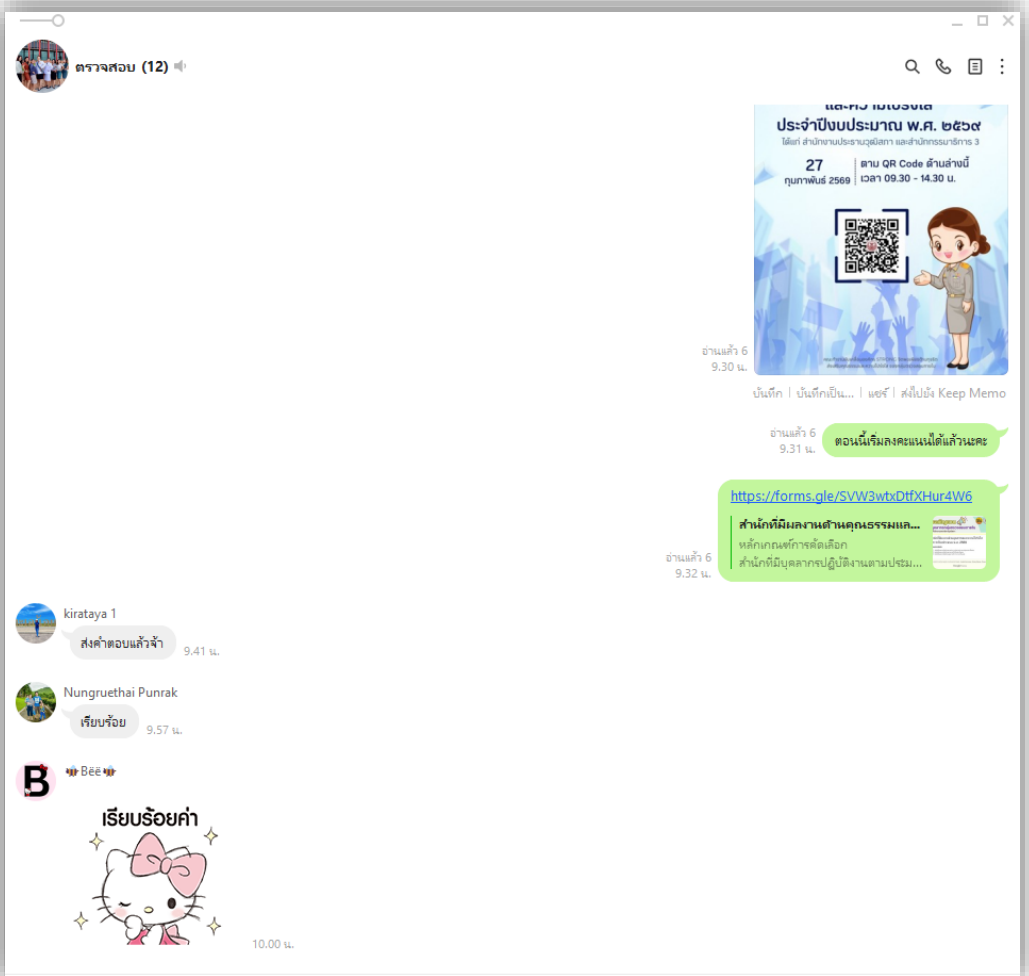 ตรวจสอบ (12)
และความโปร่งใส
ประจำปีงบประมาณ พ.ศ. ๒๕๖๙
ได้แก่ สำนักงานประธานวุฒิสภา และสำนักกรรมาธิการ 3
27
กุมภาพันธ์ 2569
ตาม QR Code ด้านล่างนี้
เวลา 09.30 - 14.30 น.
อ่านแล้ว 6
9.30 น.
บันทึก | บันทึกเป็น... | แชร์ | ส่งไปยัง Keep Memo
อ่านแล้ว 6
9.31 น.
ตอนนี้เริ่มลงคะแนนได้แล้วนะคะ
https://forms.gle/SVW3wtxDtfXHur4W6
สำนักที่มีผลงานด้านคุณธรรมแล...
หลักเกณฑ์การคัดเลือก
สำนักที่มีบุคลากรปฏิบัติงานตามประม...
อ่านแล้ว 6
9.32 น.
kirataya 1
ส่งคำตอบแล้วจ้า
9.41 น.
Nungruethai Punrak
เรียบร้อย
9.57 น.
B
Bëë
เรียบร้อยค่า
10.00 น.